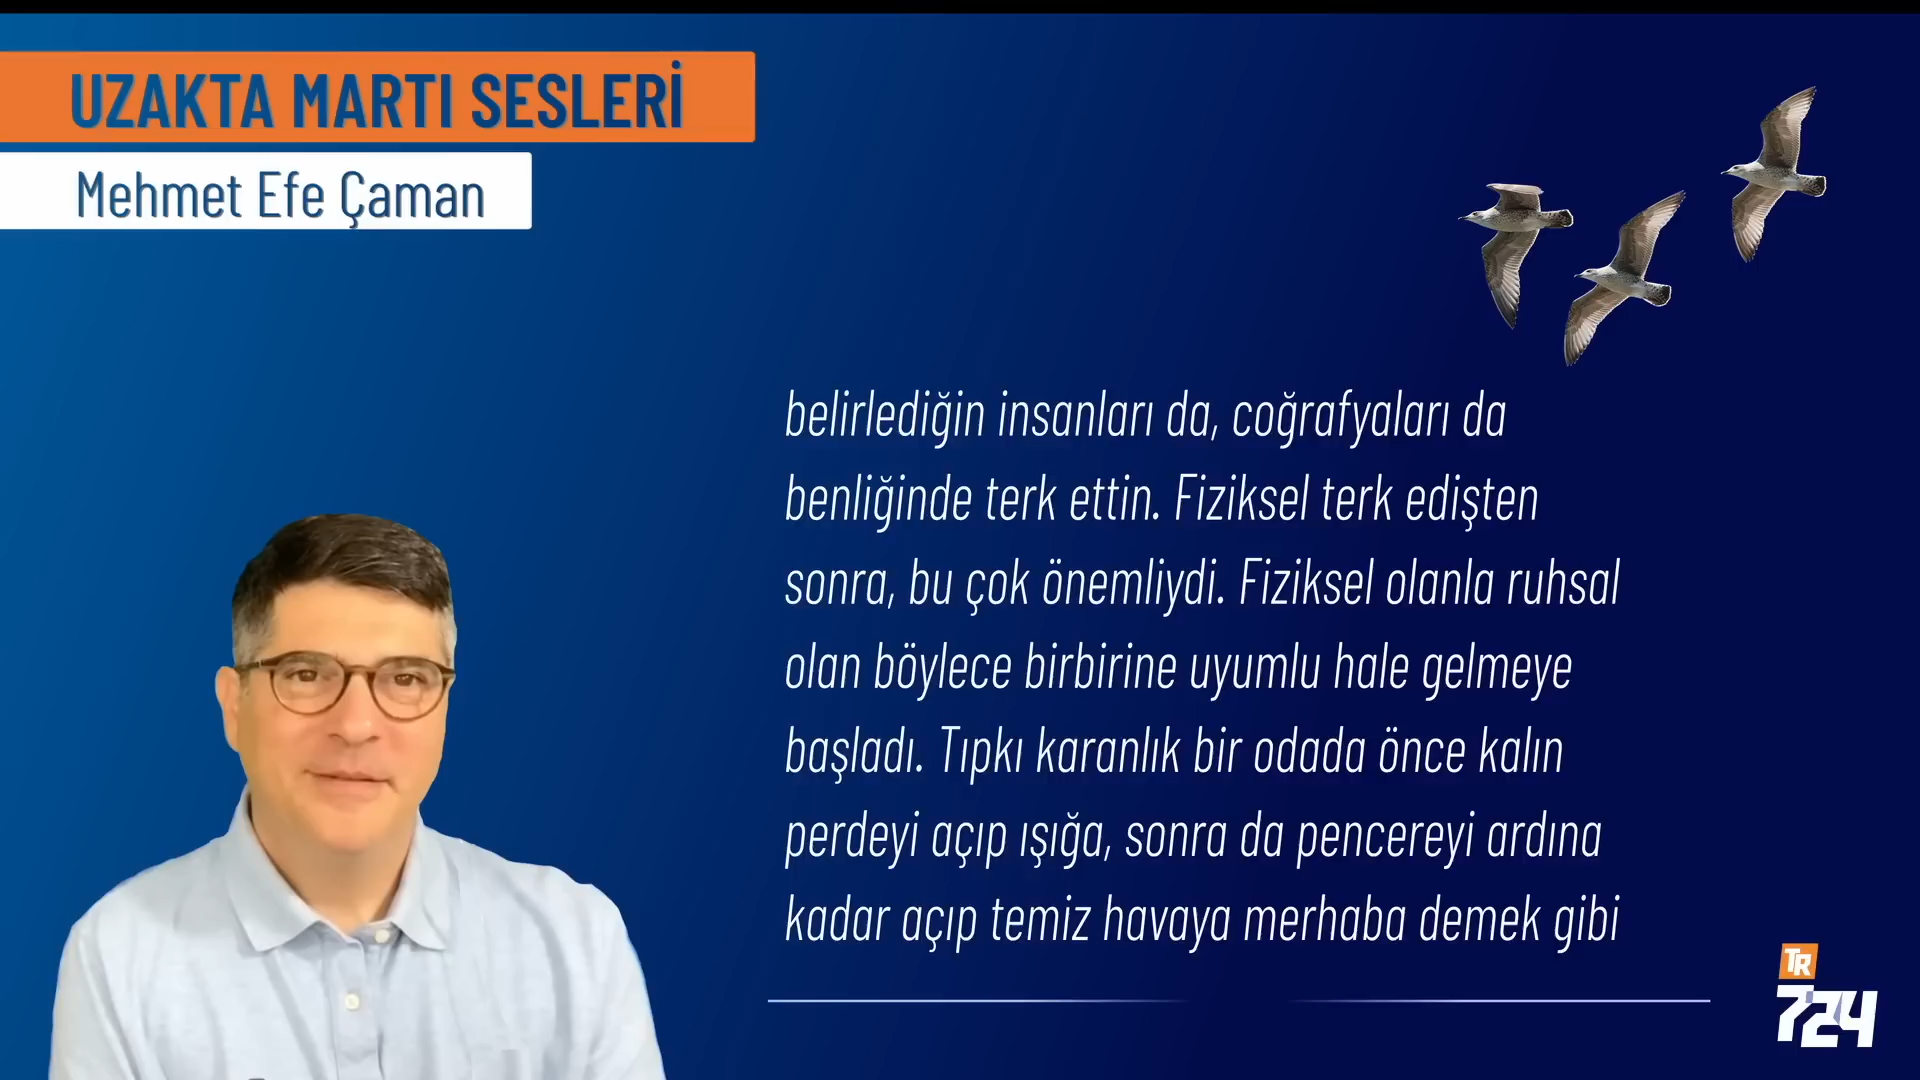 UZAKTA MARTI SESLERİ
Mehmet Efe Çaman
belirlediğin insanları da, coğrafyaları da
benliğinde terk ettin. Fiziksel terk edişten
sonra, bu çok önemliydi. Fiziksel olanla ruhsal
olan böylece birbirine uyumlu hale gelmeye
başladı. Tıpkı karanlık bir odada önce kalın
perdeyi açıp ışığa, sonra da pencereyi ardına
kadar açıp temiz havaya merhaba demek gibi
TR
724